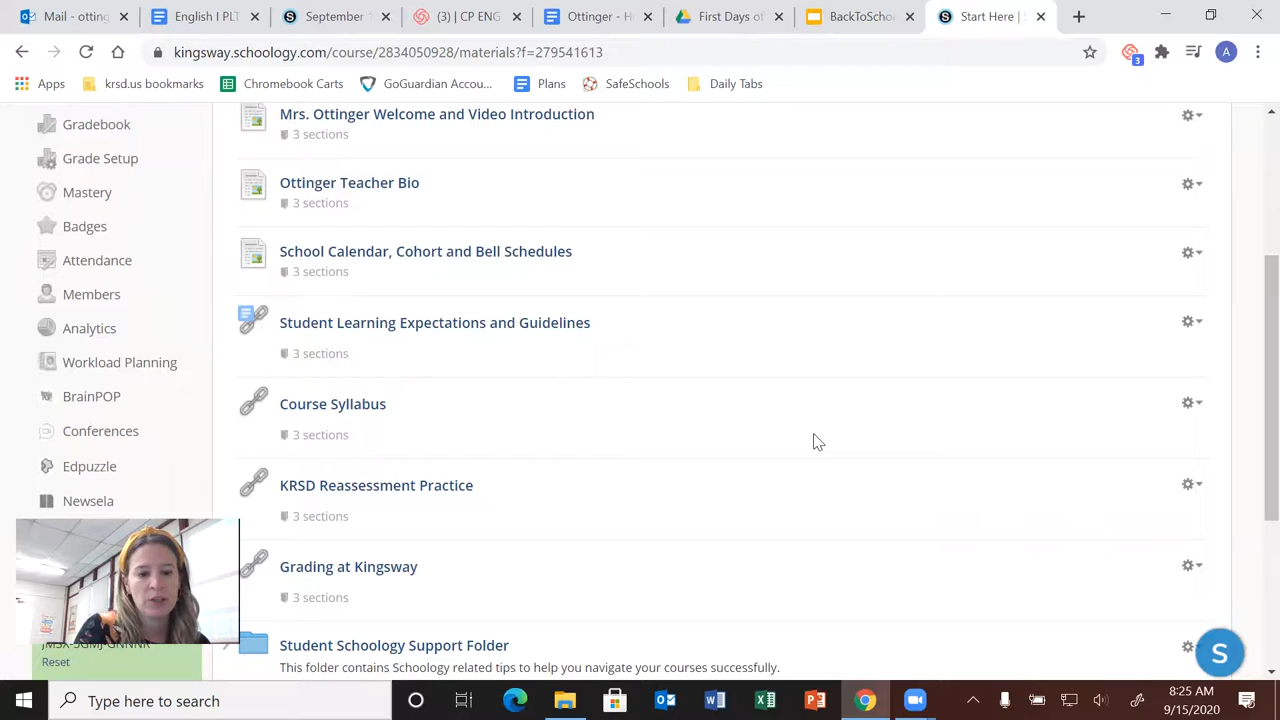 Mail - otting
English I PLT
September
(3) | CP ENG
Ottinger - H
First Days of
BackToSchoo
Start Here |
kingsway.schoology.com/course/2834050928/materials?f=279541613
3
A
Apps
krsd.us bookmarks
Chromebook Carts
GoGuardian Accou...
Plans
SafeSchools
Daily Tabs
Gradebook
Grade Setup
Mastery
Badges
Attendance
Members
Analytics
Workload Planning
BrainPOP
Conferences
Edpuzzle
Newsela
Reset
Mrs. Ottinger Welcome and Video Introduction
3 sections
Ottinger Teacher Bio
3 sections
School Calendar, Cohort and Bell Schedules
3 sections
Student Learning Expectations and Guidelines
3 sections
Course Syllabus
3 sections
KRSD Reassessment Practice
3 sections
Grading at Kingsway
3 sections
Student Schoology Support Folder
This folder contains Schoology related tips to help you navigate your courses successfully.
S
Type here to search
8:25 AM
9/15/2020